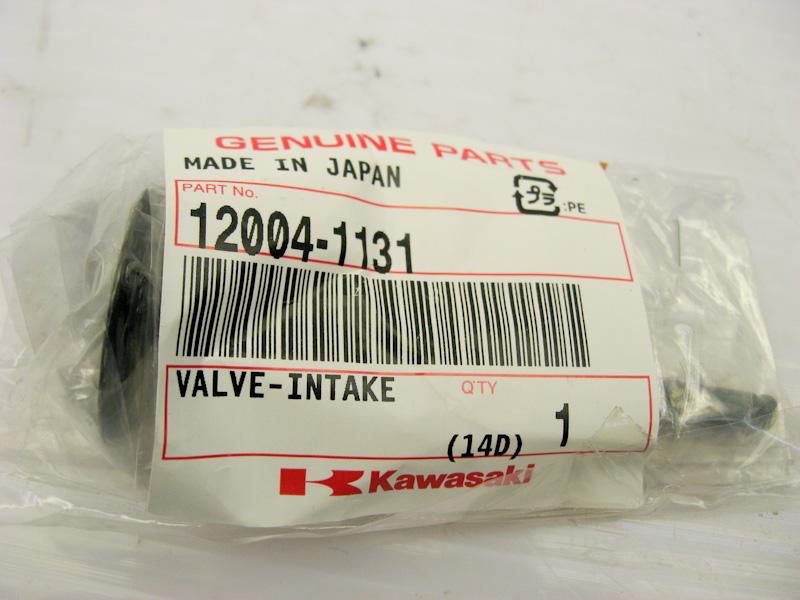 GENUINE PARTS
MADE IN JAPAN
プラ :PE
PART No.
12004-1131
VALVE-INTAKE
Q'TY
1
(14D)
Kawasaki